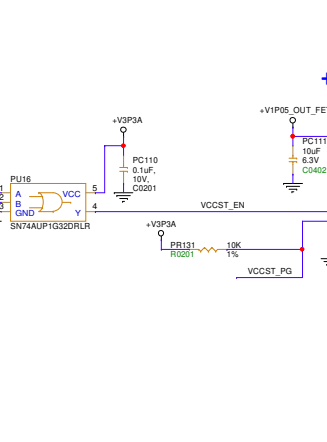 +V1P05_OUT_FE
+V3P3A
PC111
10uF
6.3V
C0402
PC110
0.1uF,
10V,
C0201
PU16
1 A VCC 5
2 B
3 GND Y 4
SN74AUP1G32DRLR
VCCST_EN
+V3P3A
PR131 10K
R0201 1%
VCCST_PG